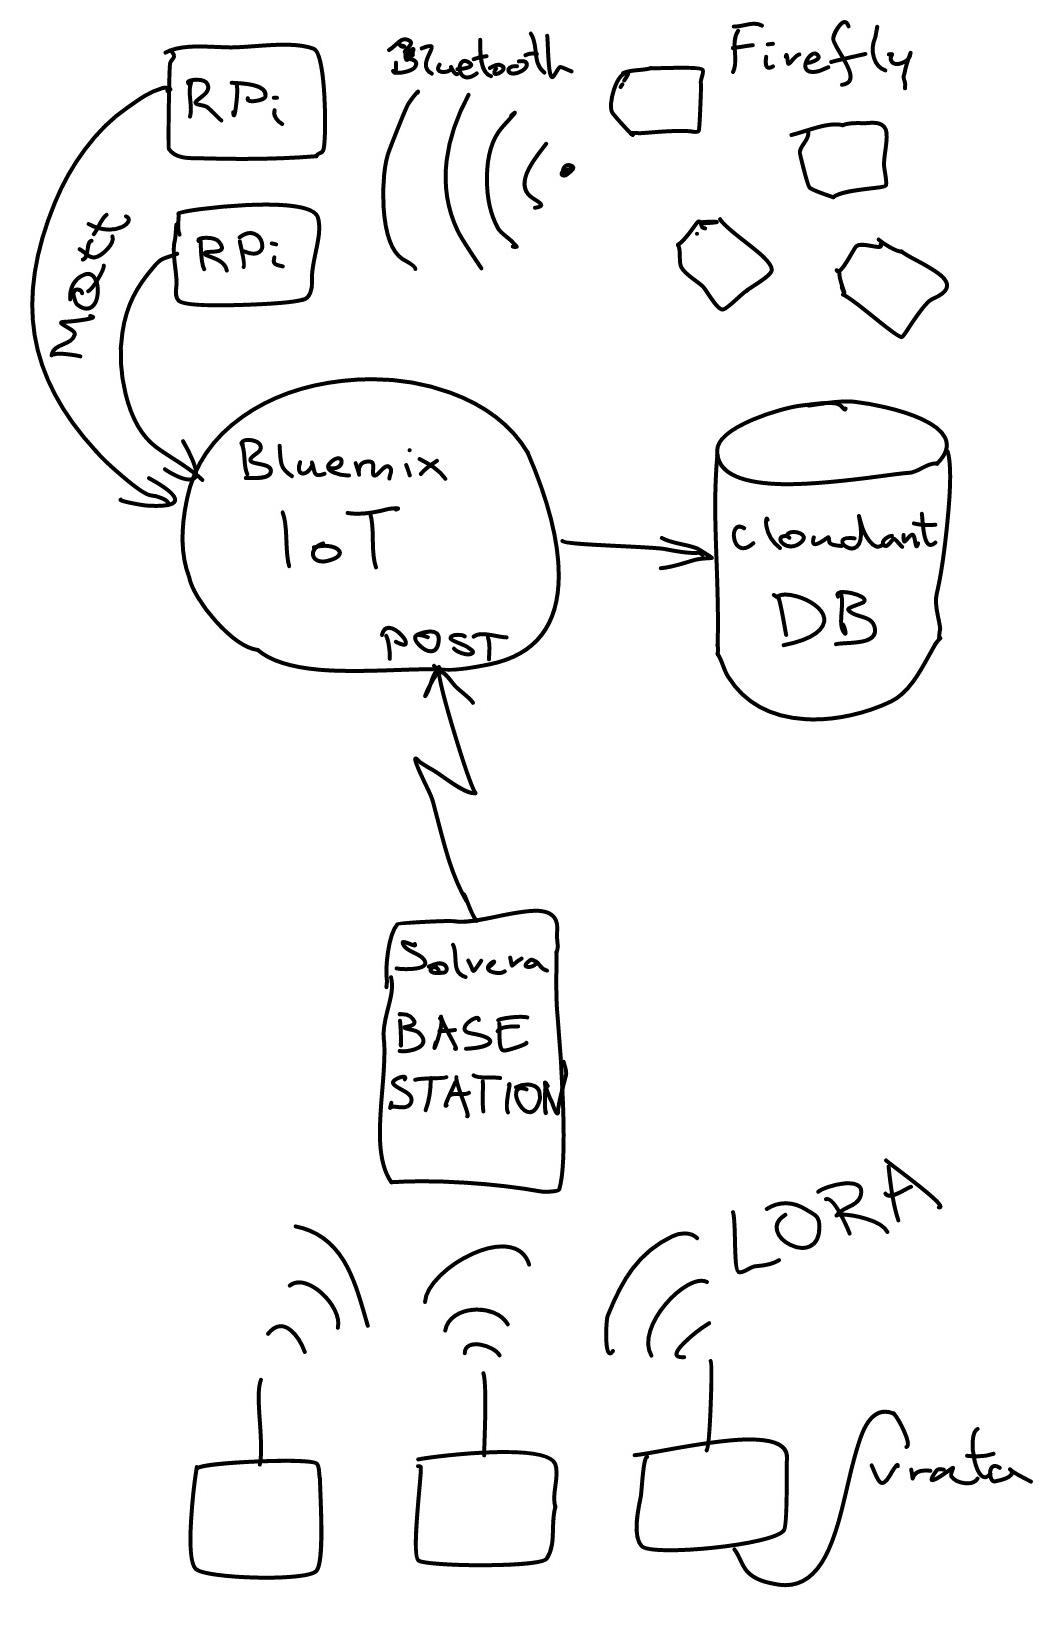 Bluetooth
Firefly
RPi
RPi
MQtt
Bluemix
IoT
POST
cloudant
DB
Solvera
BASE
STATION
LORA
vrata